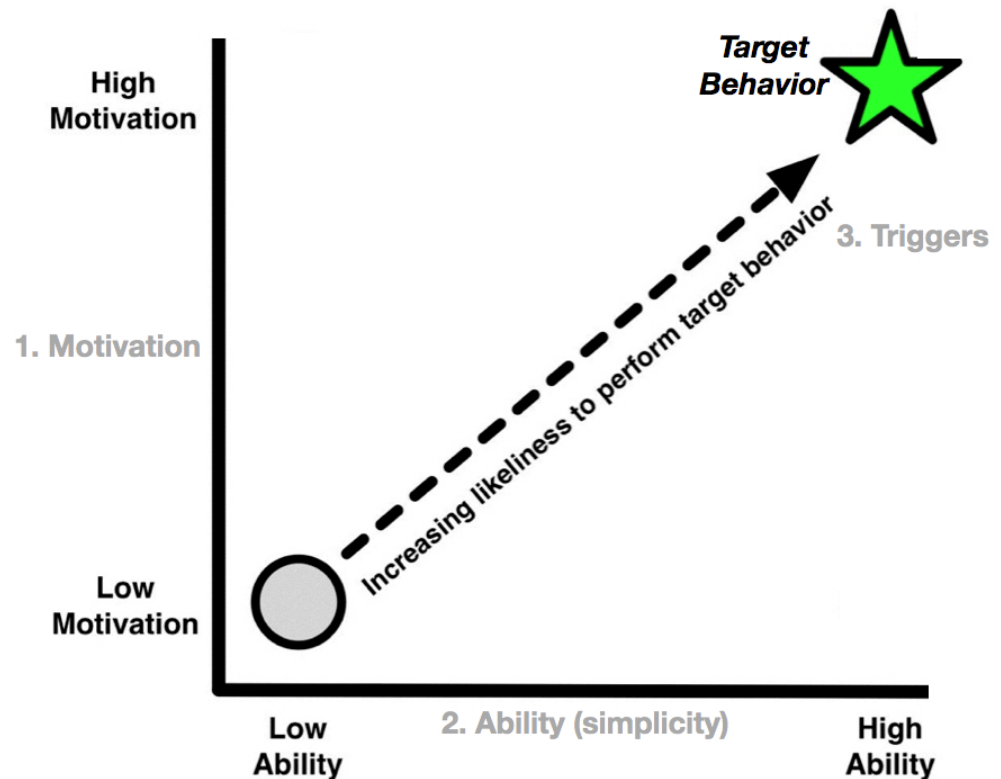 Target
Behavior
High
Motivation
3. Triggers
Increasing likeliness to perform target behavior
1. Motivation
Low
Motivation
2. Ability (simplicity)
Low
Ability
High
Ability